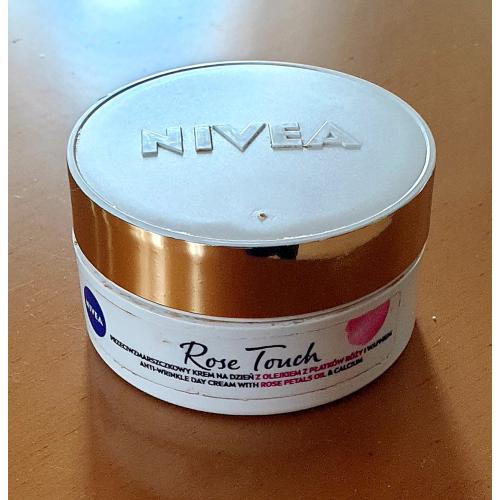 NIVEA
NIVEA
Rose Touch
PRZECIWZMARSZCZKOWY KREM NA DZIEŃ Z OLEJKIEM Z PŁATKÓW RÓŻY I WAPNIEM
ANTI-WRINKLE DAY CREAM WITH ROSE PETALS OIL & CALCIUM